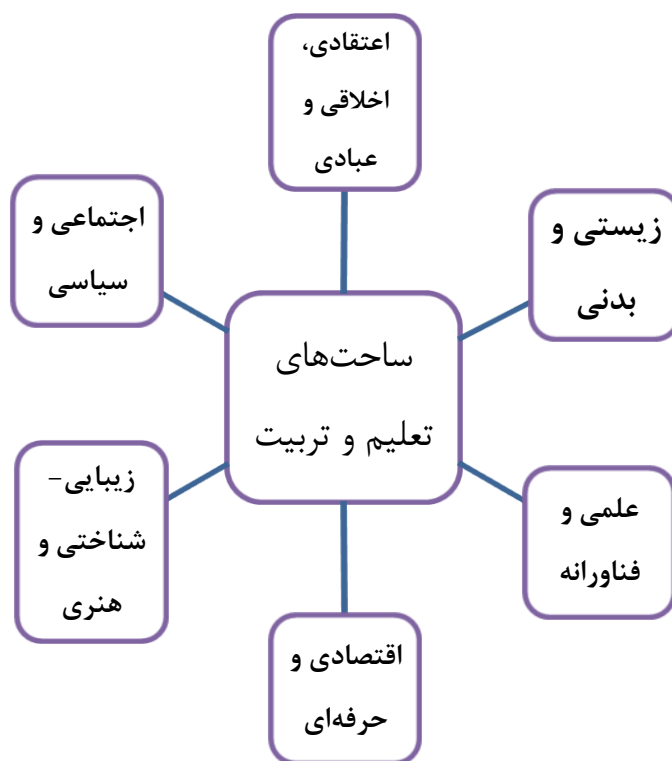 اعتقادی،
اخلاقی و
عبادی
زیستی و
بدنی
اجتماعی و
سیاسی
ساحت‌های
تعلیم و تربیت
علمی و
فناورانه
زیبایی-
شناختی و
هنری
اقتصادی و
حرفه‌ای